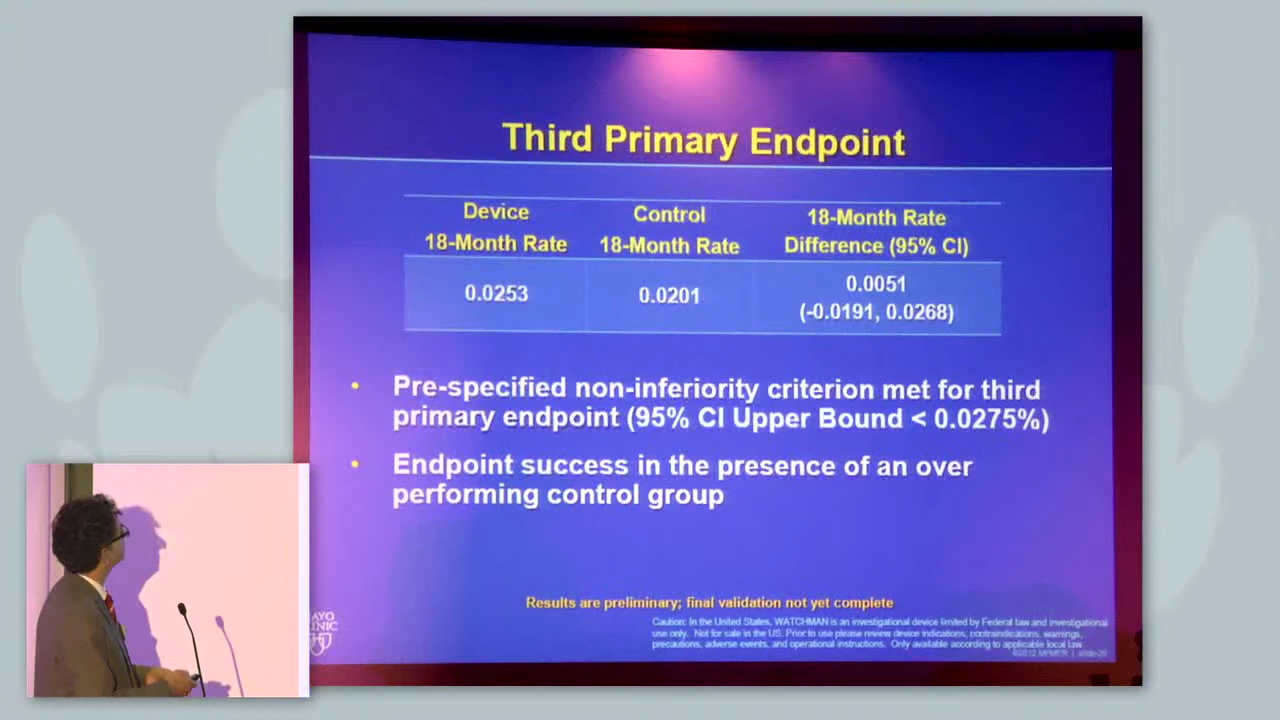 Third Primary Endpoint
Device
18-Month Rate
Control
18-Month Rate
18-Month Rate
Difference (95% CI)
0.0253
0.0201
0.0051
(-0.0191, 0.0268)
• Pre-specified non-inferiority criterion met for third
primary endpoint (95% CI Upper Bound < 0.0275%)
• Endpoint success in the presence of an over
performing control group
Results are preliminary; final validation not yet complete
Caution: In the United States, WATCHMAN is an investigational device limited by Federal law and investigational
use only. Not for sale in the US. Prior to use please review device indications, contraindications, warnings,
precautions, adverse events, and operational instructions. Only available according to applicable local law.
©2012 MFMER | slide-20